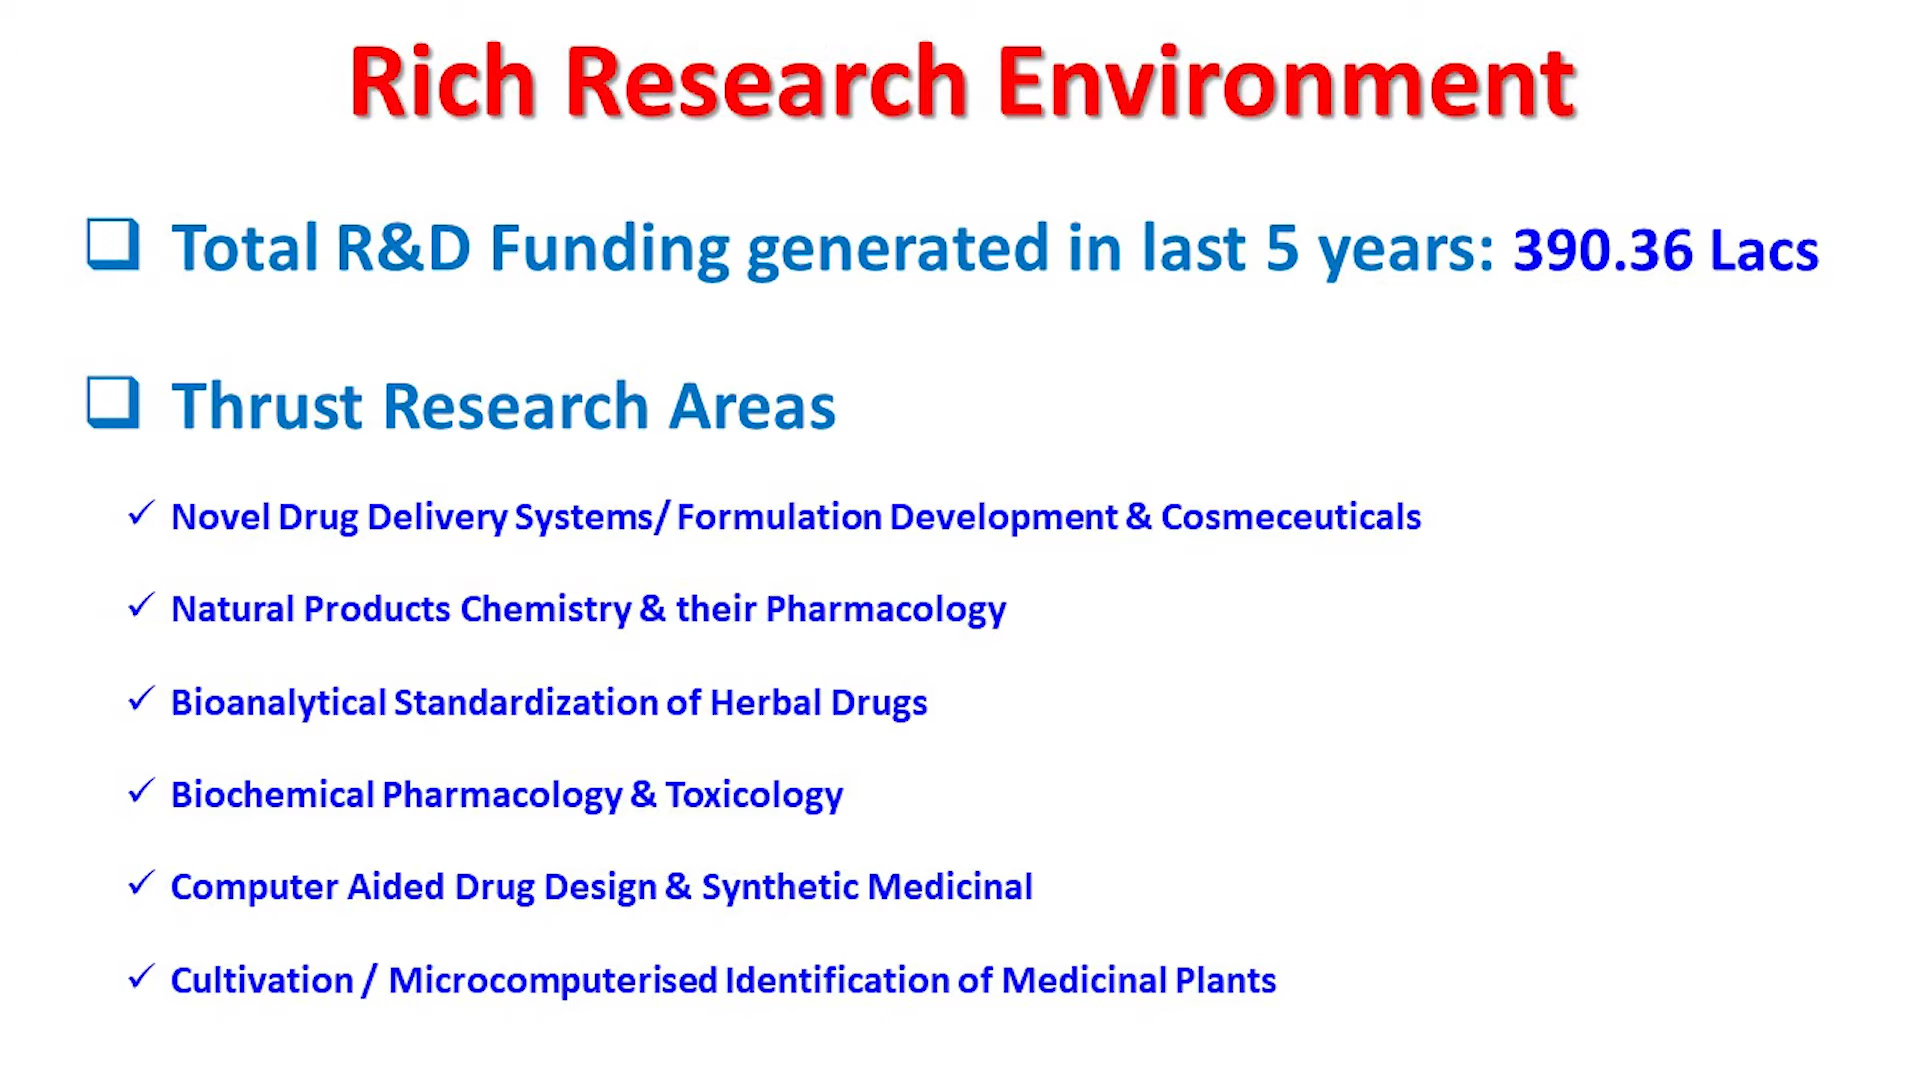 Rich Research Environment
Total R&D Funding generated in last 5 years: 390.36 Lacs
Thrust Research Areas
Novel Drug Delivery Systems/ Formulation Development & Cosmeceuticals
Natural Products Chemistry & their Pharmacology
Bioanalytical Standardization of Herbal Drugs
Biochemical Pharmacology & Toxicology
Computer Aided Drug Design & Synthetic Medicinal
Cultivation / Microcomputerised Identification of Medicinal Plants